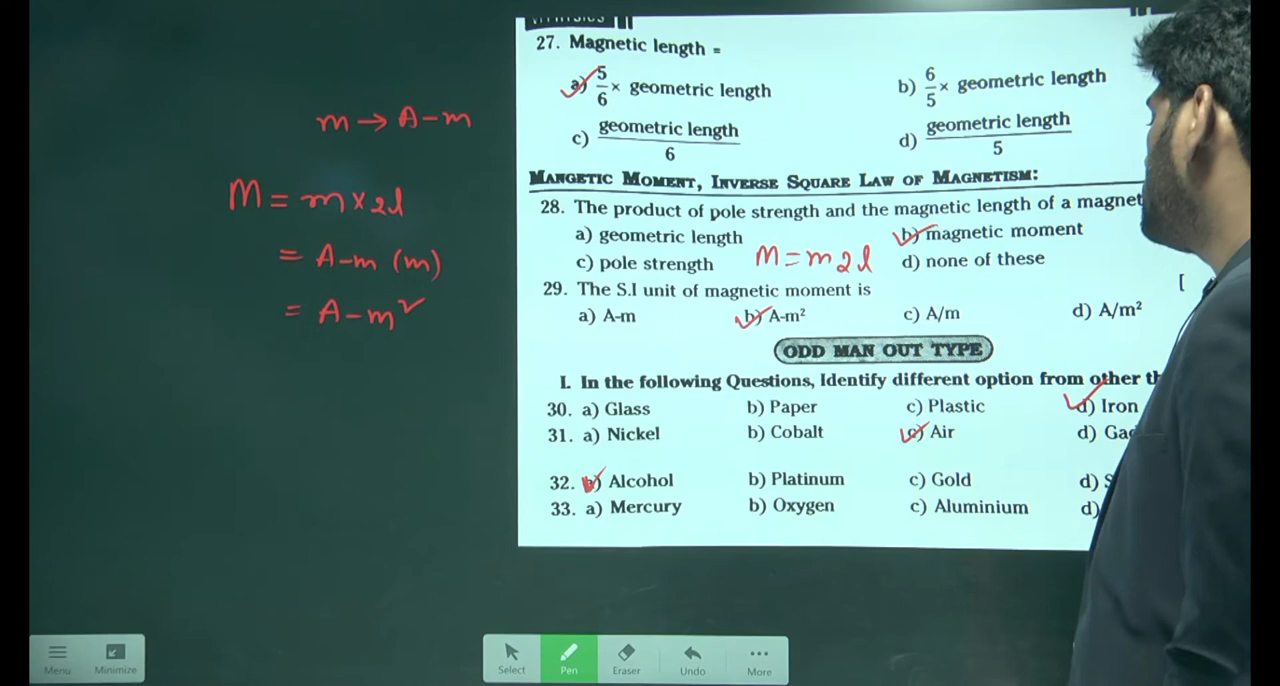 27. Magnetic length =
a) 5/6 × geometric length b) 6/5 × geometric length
c) geometric length/6 d) geometric length/5
MANGETIC MOMENT, INVERSE SQUARE LAW OF MAGNETISM:
28. The product of pole strength and the magnetic length of a magnet
a) geometric length b) magnetic moment
c) pole strength M = m2l d) none of these
[
29. The S.I unit of magnetic moment is
a) A-m b) A-m² c) A/m d) A/m²
ODD MAN OUT TYPE
I. In the following Questions, Identify different option from other
30. a) Glass b) Paper c) Plastic d) Iron
31. a) Nickel b) Cobalt c) Air d)
32. Alcohol b) Platinum c) Gold d)
33. a) Mercury b) Oxygen c) Aluminium d)
m → A-m
M = m × 2l
= A-m (m)
= A-m²
Menu Minimize Select Pen Eraser Undo More